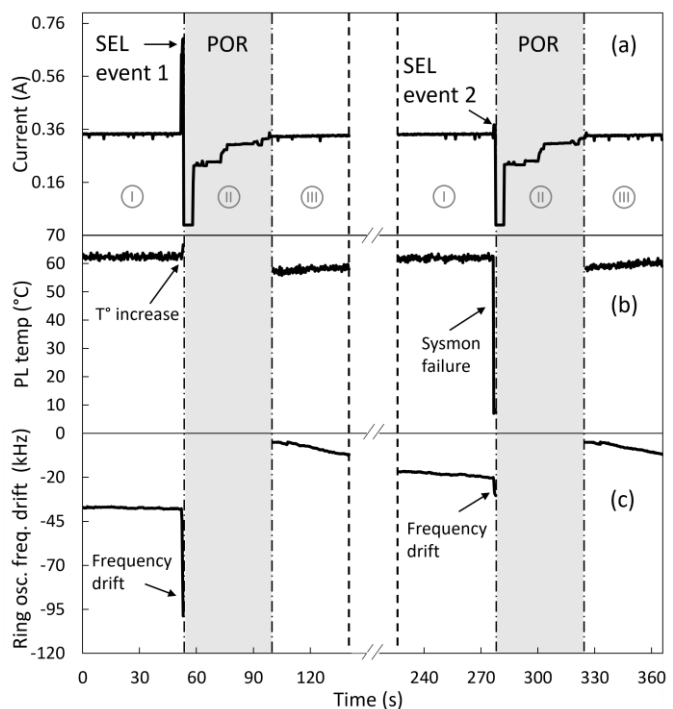 0.76
0.56
0.36
0.16
Current (A)
SEL
event 1
POR
SEL
event 2
POR
(a)
I
II
III
I
II
III
70
60
50
40
30
20
10
0
PL temp (°C)
T° increase
Sysmon
failure
(b)
-20
-45
-70
-95
-120
Ring osc. freq. drift (kHz)
Frequency
drift
Frequency
drift
(c)
0 30 60 90 120 240 270 300 330 360
Time (s)